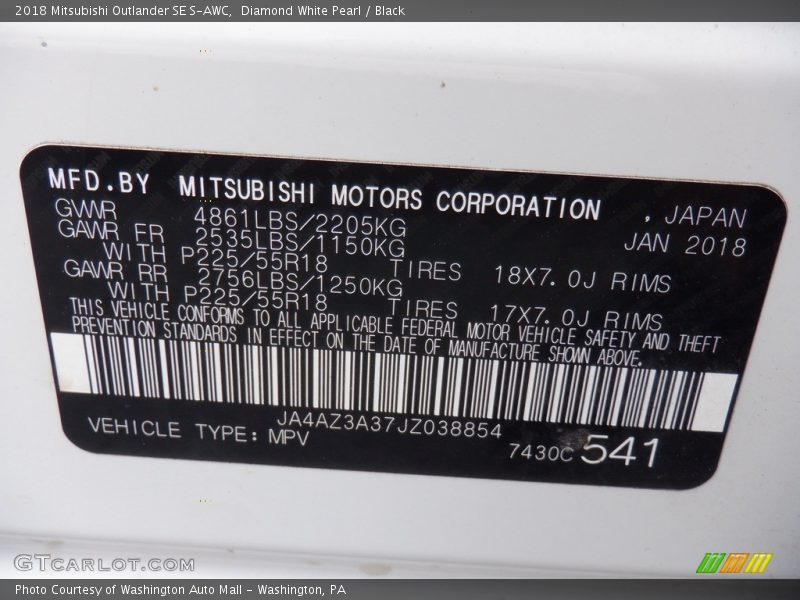 2018 Mitsubishi Outlander SE S-AWC,  Diamond White Pearl / Black
MFD.BY MITSUBISHI MOTORS CORPORATION , JAPAN
GVWR 4861LBS/2205KG JAN 2018
GAWR FR 2535LBS/1150KG
WITH P225/55R18 TIRES 18X7.0J RIMS
GAWR RR 2756LBS/1250KG
WITH P225/55R18 TIRES 17X7.0J RIMS
THIS VEHICLE CONFORMS TO ALL APPLICABLE FEDERAL MOTOR VEHICLE SAFETY AND THEFT
PREVENTION STANDARDS IN EFFECT ON THE DATE OF MANUFACTURE SHOWN ABOVE.
JA4AZ3A37JZ038854
VEHICLE TYPE: MPV 7430C 541
GTCARLOT.COM
Photo Courtesy of Washington Auto Mall - Washington, PA